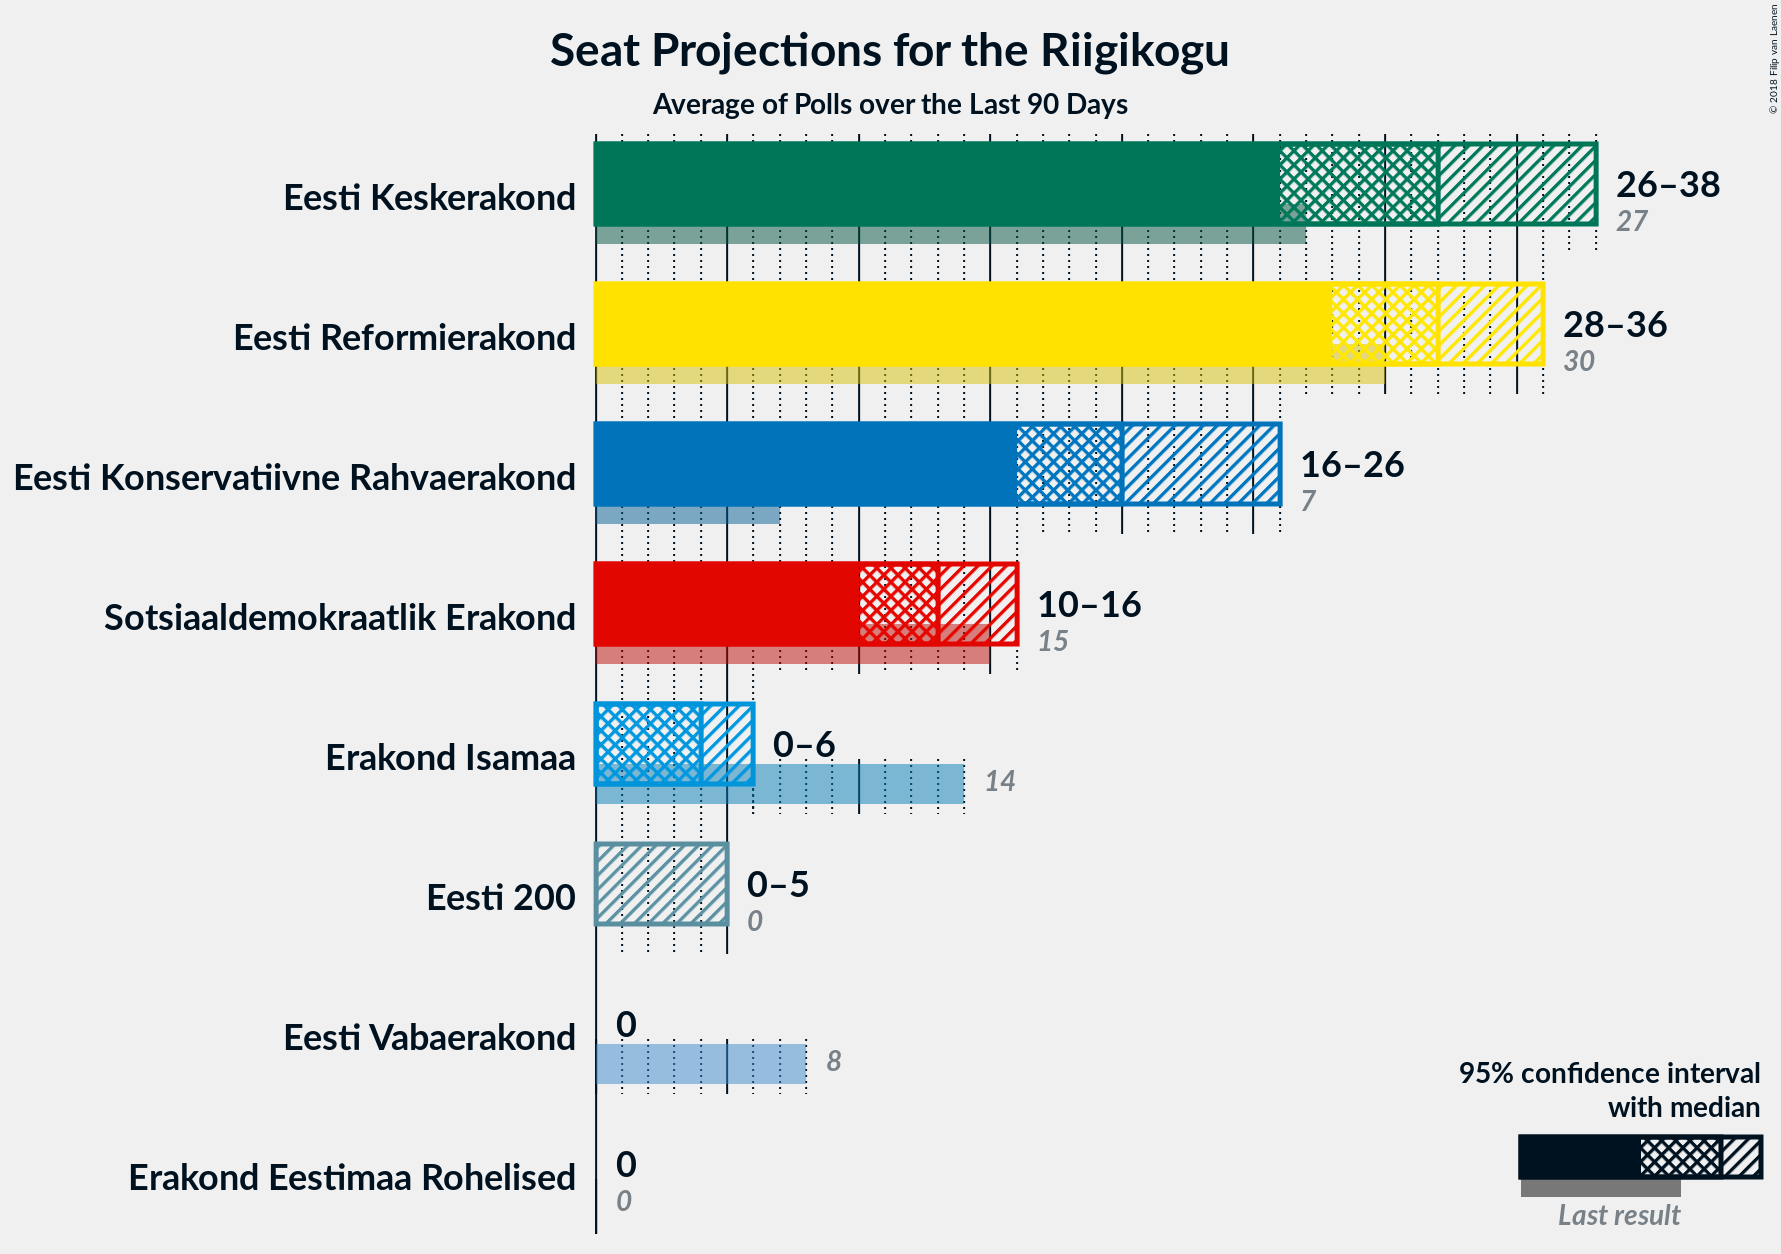 Seat Projections for the Riigikogu
Average of Polls over the Last 90 Days
© 2018 Filip van Laenen
Eesti Keskerakond
26–38
27
Eesti Reformierakond
28–36
30
Eesti Konservatiivne Rahvaerakond
16–26
7
Sotsiaaldemokraatlik Erakond
10–16
15
Erakond Isamaa
0–6
14
Eesti 200
0–5
0
Eesti Vabaerakond
0
8
Erakond Eestimaa Rohelised
0
0
95% confidence interval
with median
Last result